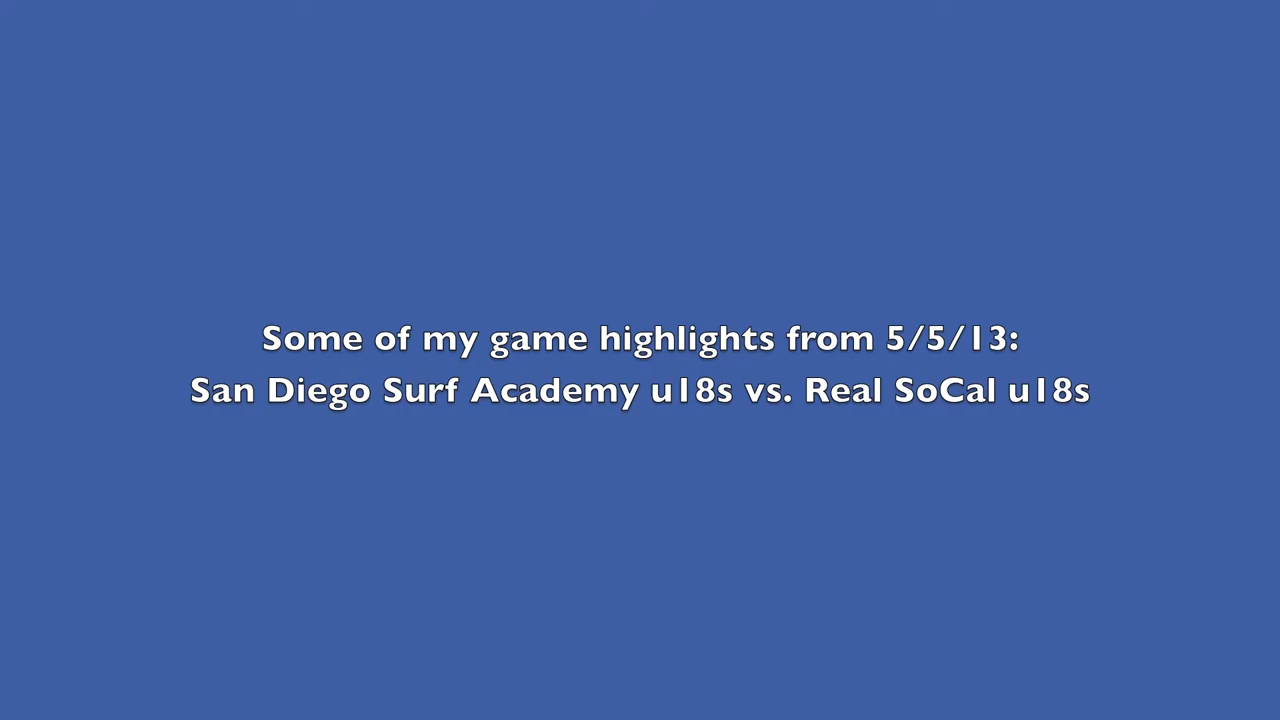 Some of my game highlights from 5/5/13:
San Diego Surf Academy u18s vs. Real SoCal u18s